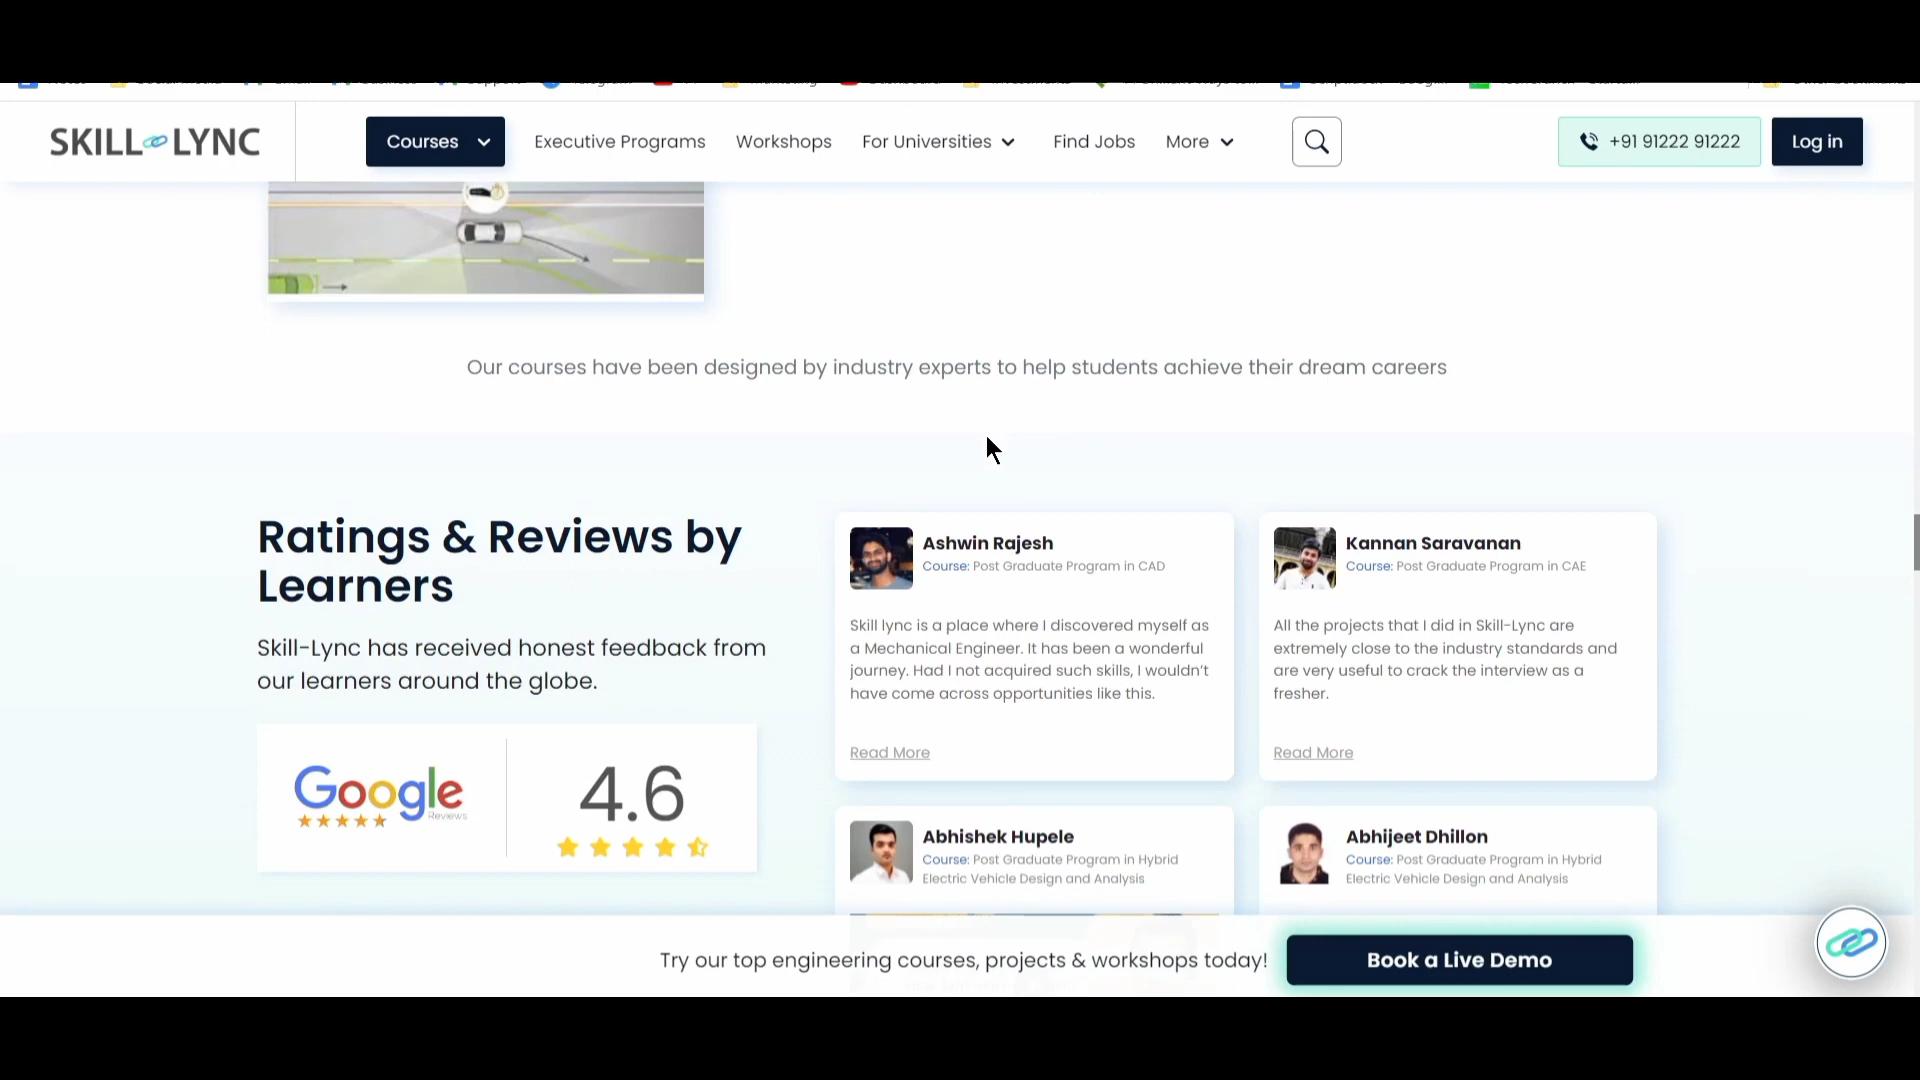 SKILL LYNC
Courses
Executive Programs
Workshops
For Universities
Find Jobs
More
+91 91222 91222
Log in
Our courses have been designed by industry experts to help students achieve their dream careers
Ratings & Reviews by
Learners
Skill-Lync has received honest feedback from
our learners around the globe.
Google
Reviews
4.6
Ashwin Rajesh
Course: Post Graduate Program in CAD
Skill lync is a place where I discovered myself as
a Mechanical Engineer. It has been a wonderful
journey. Had I not acquired such skills, I wouldn't
have come across opportunities like this.
Read More
Kannan Saravanan
Course: Post Graduate Program in CAE
All the projects that I did in Skill-Lync are
extremely close to the industry standards and
are very useful to crack the interview as a
fresher.
Read More
Abhishek Hupele
Course: Post Graduate Program in Hybrid
Electric Vehicle Design and Analysis
Abhijeet Dhillon
Course: Post Graduate Program in Hybrid
Electric Vehicle Design and Analysis
Try our top engineering courses, projects & workshops today!
Book a Live Demo